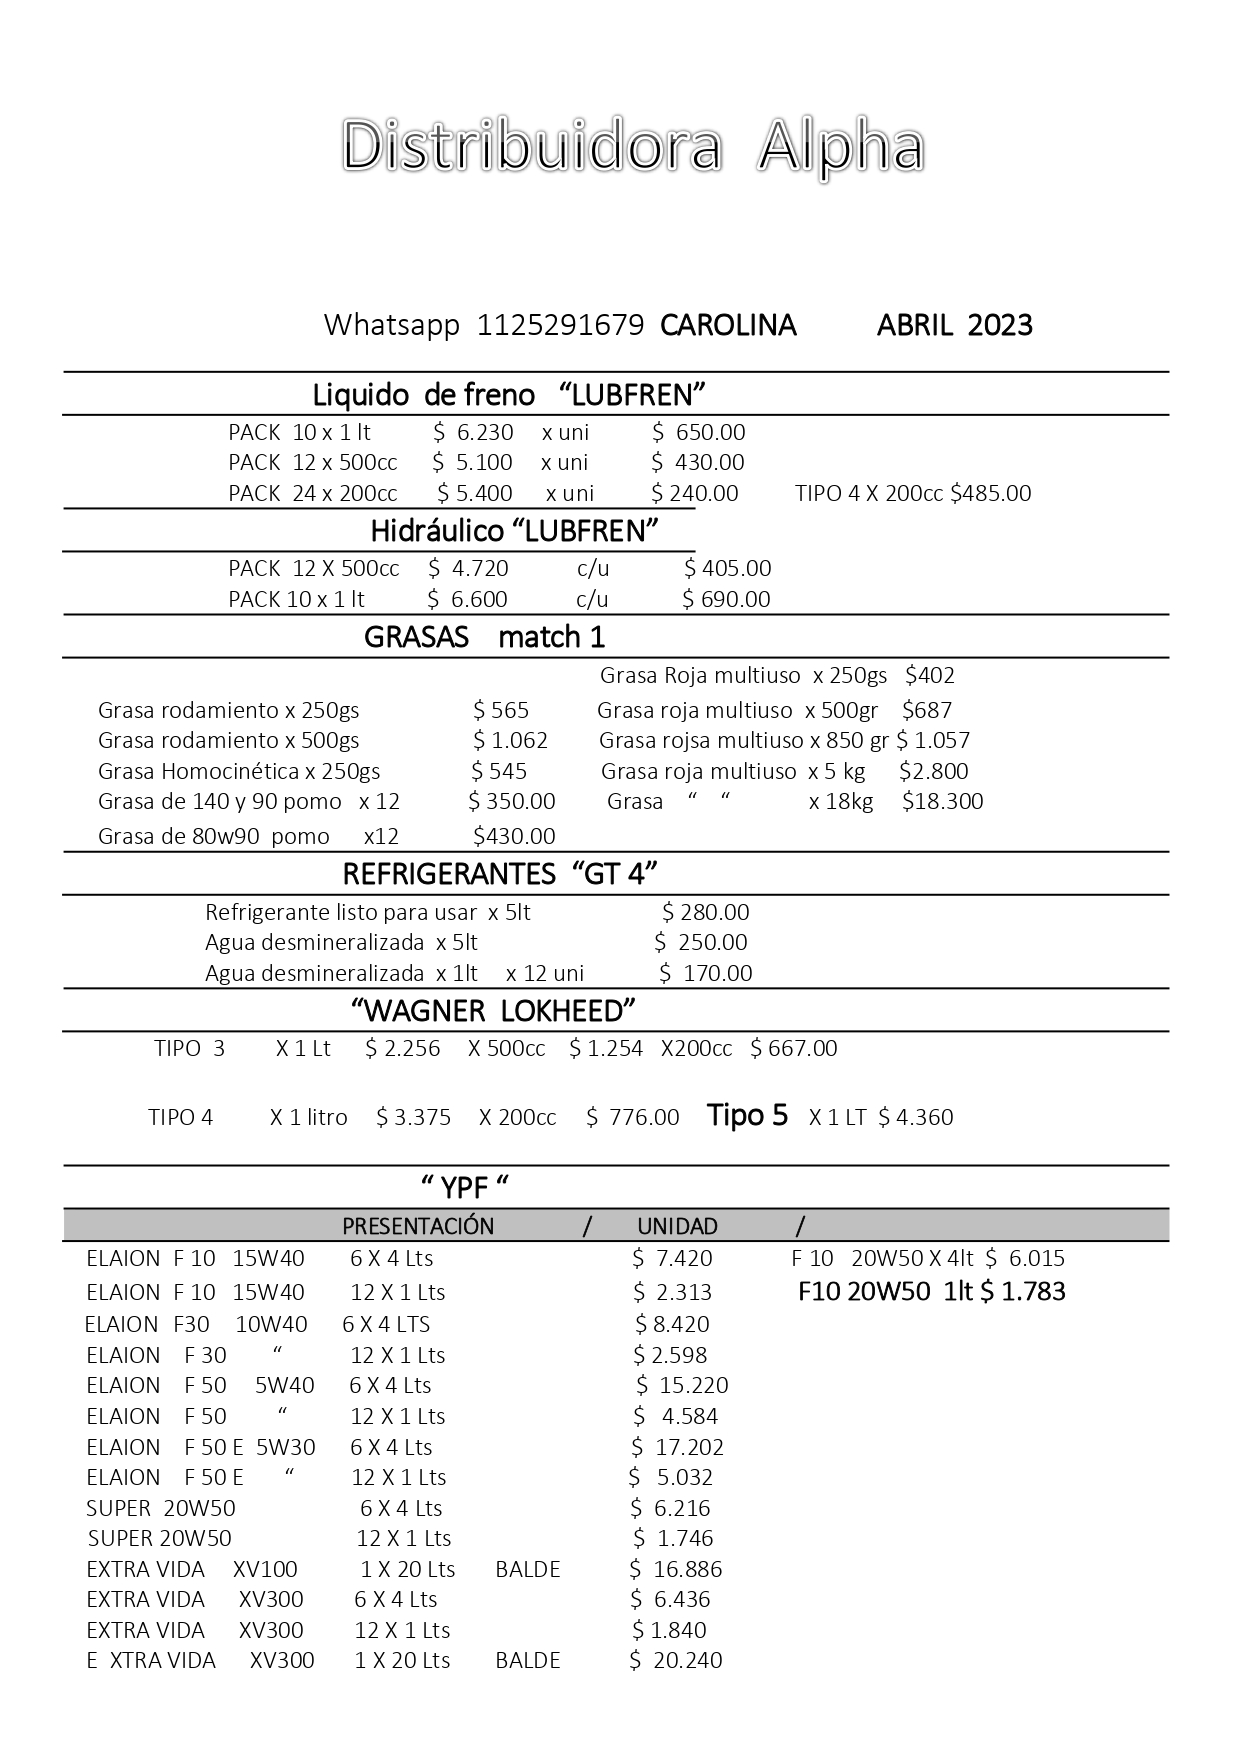 Distribuidora Alpha
Whatsapp 1125291679 CAROLINA ABRIL 2023
Liquido de freno “LUBFREN”
PACK 10 x 1 lt $ 6.230 x uni $ 650.00
PACK 12 x 500cc $ 5.100 x uni $ 430.00
PACK 24 x 200cc $ 5.400 x uni $ 240.00 TIPO 4 X 200cc $485.00
Hidráulico “LUBFREN”
PACK 12 X 500cc $ 4.720 c/u $ 405.00
PACK 10 x 1 lt $ 6.600 c/u $ 690.00
GRASAS match 1
Grasa Roja multiuso x 250gs $402
Grasa rodamiento x 250gs $ 565 Grasa roja multiuso x 500gr $687
Grasa rodamiento x 500gs $ 1.062 Grasa rojsa multiuso x 850 gr $ 1.057
Grasa Homocinética x 250gs $ 545 Grasa roja multiuso x 5 kg $2.800
Grasa de 140 y 90 pomo x 12 $ 350.00 Grasa “ “ x 18kg $18.300
Grasa de 80w90 pomo x12 $430.00
REFRIGERANTES “GT 4”
Refrigerante listo para usar x 5lt $ 280.00
Agua desmineralizada x 5lt $ 250.00
Agua desmineralizada x 1lt x 12 uni $ 170.00
“WAGNER LOKHEED”
TIPO 3 X 1 Lt $ 2.256 X 500cc $ 1.254 X200cc $ 667.00
TIPO 4 X 1 litro $ 3.375 X 200cc $ 776.00 Tipo 5 X 1 LT $ 4.360
“ YPF “
PRESENTACIÓN / UNIDAD /
ELAION F 10 15W40 6 X 4 Lts $ 7.420 F 10 20W50 X 4lt $ 6.015
ELAION F 10 15W40 12 X 1 Lts $ 2.313 F10 20W50 1lt $ 1.783
ELAION F30 10W40 6 X 4 LTS $ 8.420
ELAION F 30 “ 12 X 1 Lts $ 2.598
ELAION F 50 5W40 6 X 4 Lts $ 15.220
ELAION F 50 “ 12 X 1 Lts $ 4.584
ELAION F 50 E 5W30 6 X 4 Lts $ 17.202
ELAION F 50 E “ 12 X 1 Lts $ 5.032
SUPER 20W50 6 X 4 Lts $ 6.216
SUPER 20W50 12 X 1 Lts $ 1.746
EXTRA VIDA XV100 1 X 20 Lts BALDE $ 16.886
EXTRA VIDA XV300 6 X 4 Lts $ 6.436
EXTRA VIDA XV300 12 X 1 Lts $ 1.840
E XTRA VIDA XV300 1 X 20 Lts BALDE $ 20.240